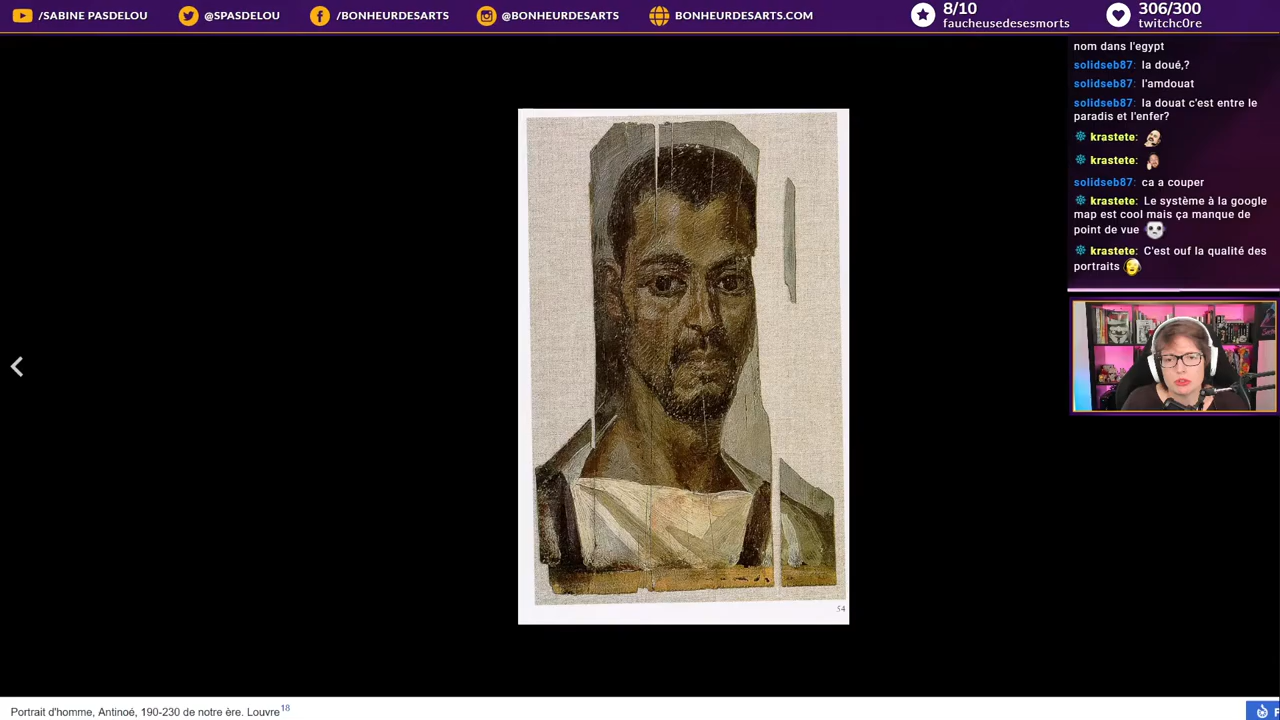 /SABINE PASDELOU
@SPASDELOU
/BONHEURDESARTS
@BONHEURDESARTS
BONHEURDESARTS.COM
8/10
faucheusedesesmorts
306/300
twitchc0re
nom dans l'egypt
solidseb87: la doué,?
solidseb87: l'amdouat
solidseb87: la douat c'est entre le
paradis et l'enfer?
krastete:
krastete:
solidseb87: ca a couper
krastete: Le système à la google
map est cool mais ça manque de
point de vue
krastete: C'est ouf la qualité des
portraits
54
Portrait d'homme, Antinoé, 190-230 de notre ère. Louvre18
F